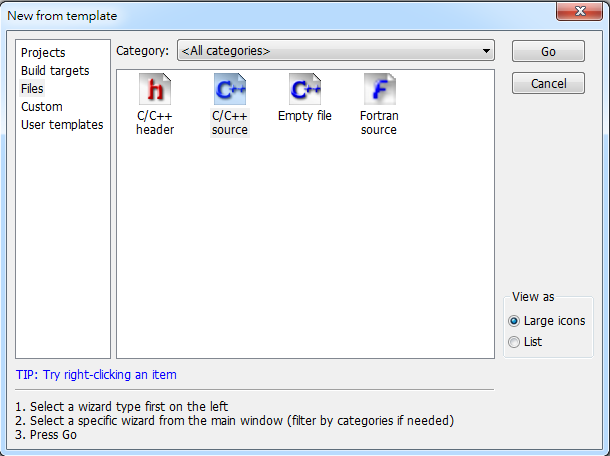 New from template
Projects
Build targets
Files
Custom
User templates
Category:
<All categories>
Go
Cancel
h
C/C++
header
C++
C/C++
source
C++
Empty file
F
Fortran
source
View as
Large icons
List
TIP: Try right-clicking an item
1. Select a wizard type first on the left
2. Select a specific wizard from the main window (filter by categories if needed)
3. Press Go